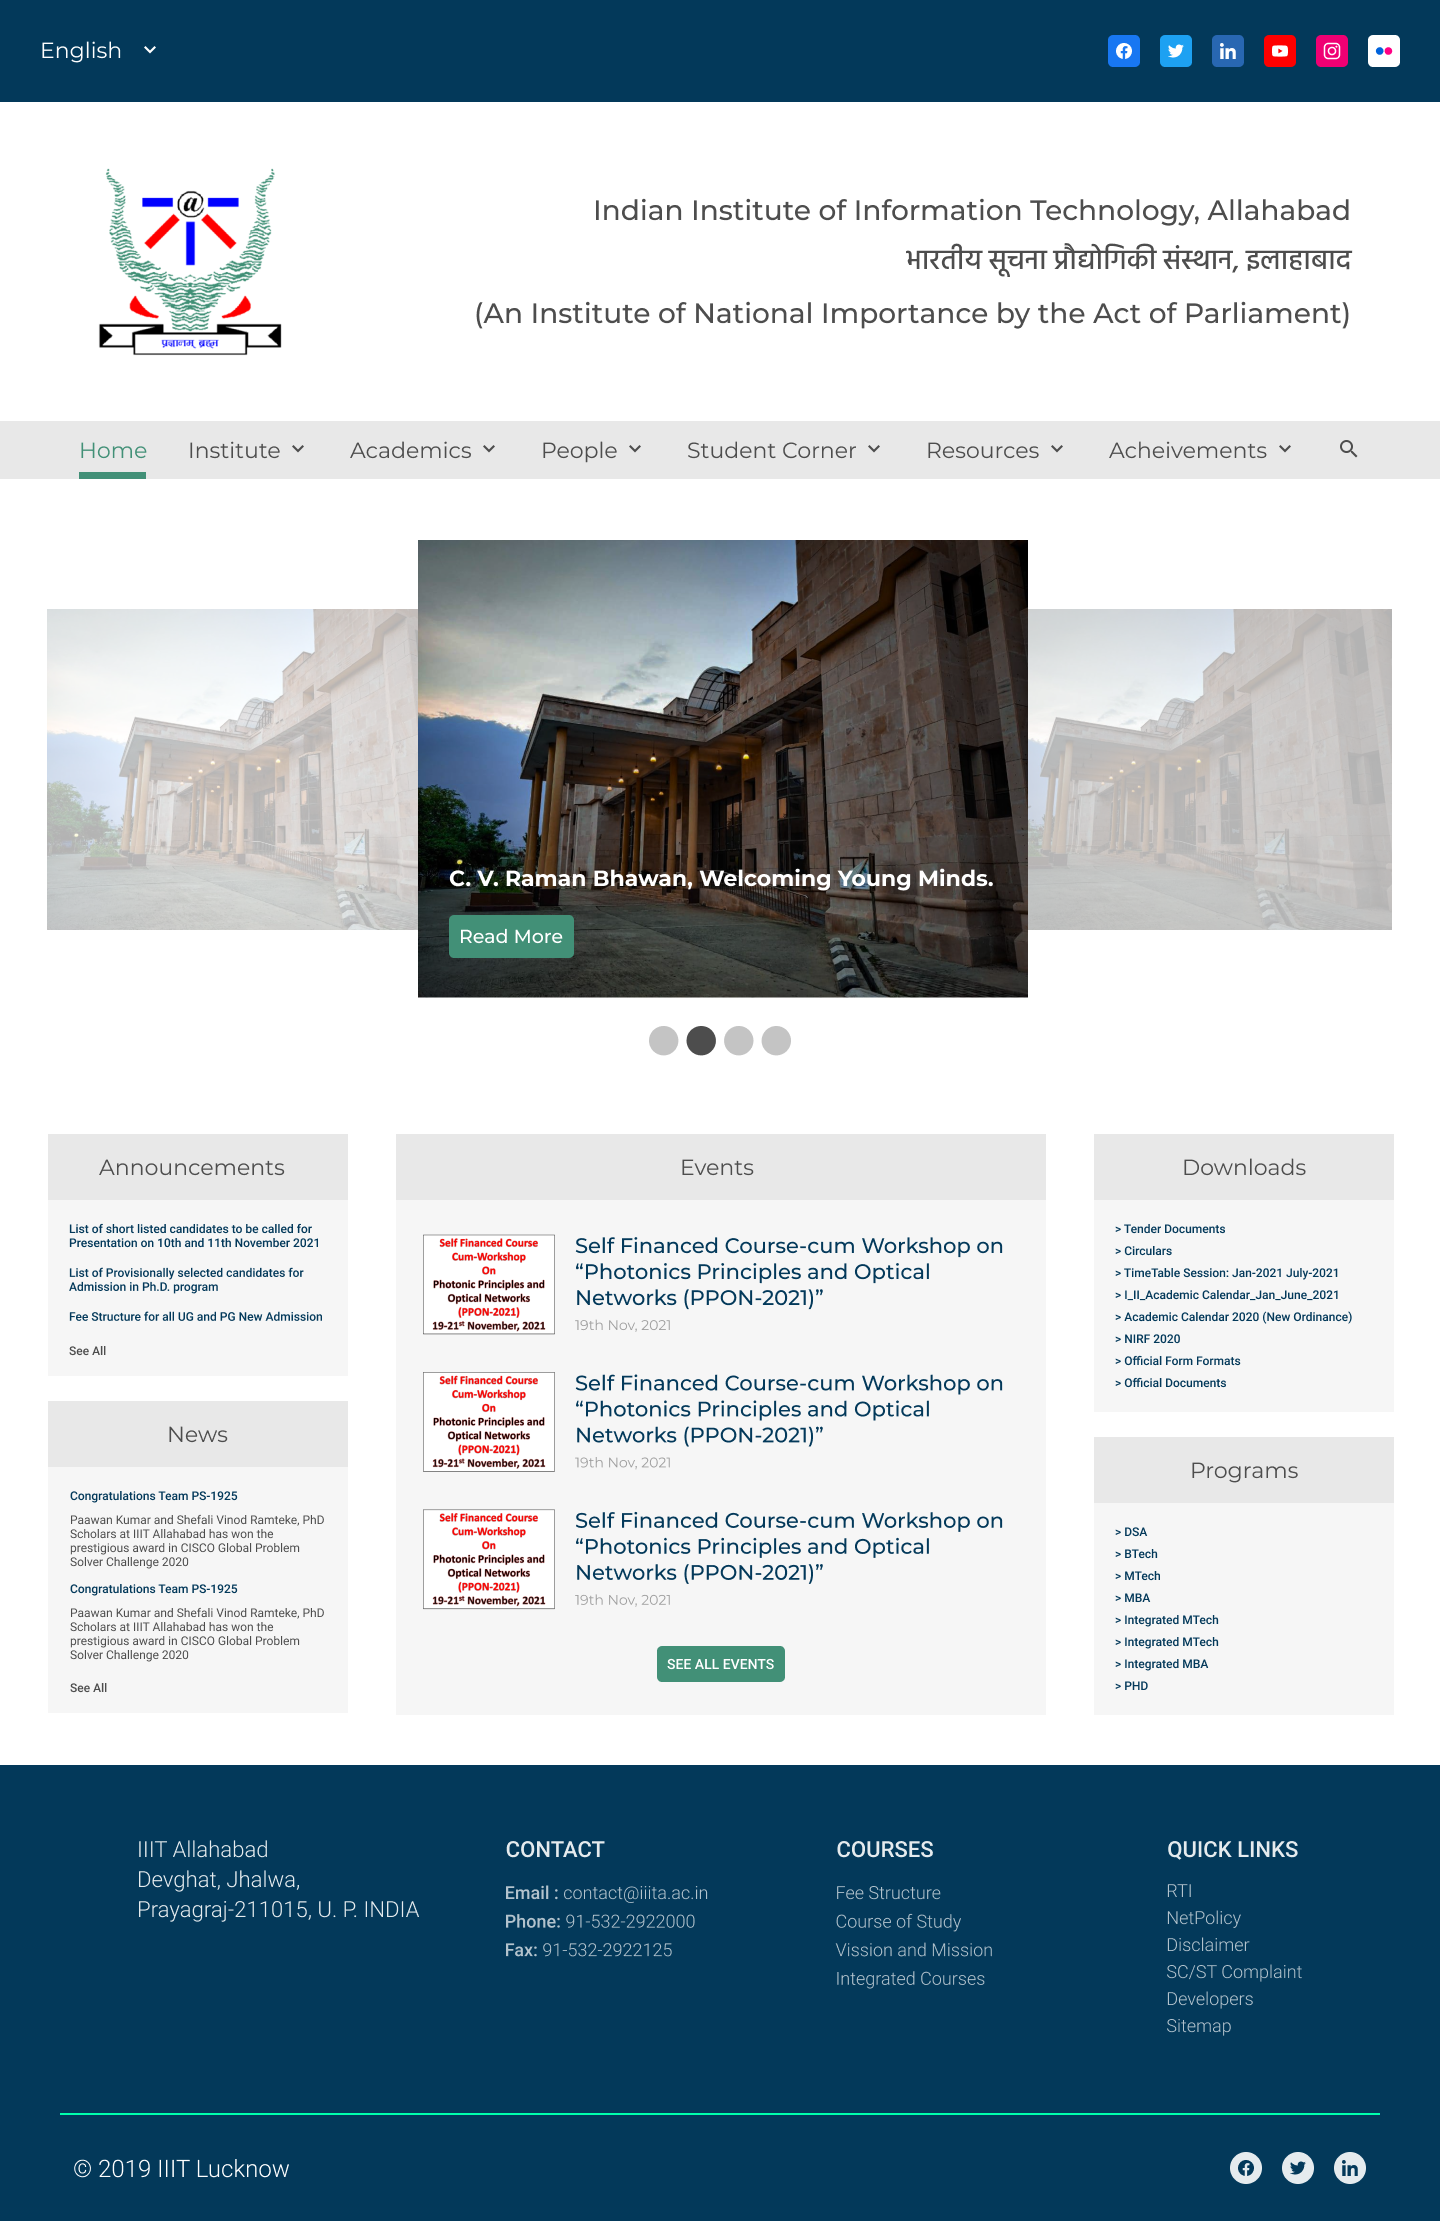 English
@
प्रज्ञानम् ब्रह्म
Indian Institute of Information Technology, Allahabad
भारतीय सूचना प्रौद्योगिकी संस्थान, इलाहाबाद
(An Institute of National Importance by the Act of Parliament)
Home Institute Academics People Student Corner Resources Acheivements
C. V. Raman Bhawan, Welcoming Young Minds.
Read More
Announcements
List of short listed candidates to be called for
Presentation on 10th and 11th November 2021
List of Provisionally selected candidates for
Admission in Ph.D. program
Fee Structure for all UG and PG New Admission
See All
News
Congratulations Team PS-1925
Paawan Kumar and Shefali Vinod Ramteke, PhD
Scholars at IIIT Allahabad has won the
prestigious award in CISCO Global Problem
Solver Challenge 2020
Congratulations Team PS-1925
Paawan Kumar and Shefali Vinod Ramteke, PhD
Scholars at IIIT Allahabad has won the
prestigious award in CISCO Global Problem
Solver Challenge 2020
See All
Events
Self Financed Course
Cum-Workshop
On
Photonic Principles and
Optical Networks
(PPON-2021)
19-21st November, 2021
Self Financed Course-cum Workshop on
“Photonics Principles and Optical
Networks (PPON-2021)”
19th Nov, 2021
Self Financed Course
Cum-Workshop
On
Photonic Principles and
Optical Networks
(PPON-2021)
19-21st November, 2021
Self Financed Course-cum Workshop on
“Photonics Principles and Optical
Networks (PPON-2021)”
19th Nov, 2021
Self Financed Course
Cum-Workshop
On
Photonic Principles and
Optical Networks
(PPON-2021)
19-21st November, 2021
Self Financed Course-cum Workshop on
“Photonics Principles and Optical
Networks (PPON-2021)”
19th Nov, 2021
SEE ALL EVENTS
Downloads
> Tender Documents
> Circulars
> TimeTable Session: Jan-2021 July-2021
> I_II_Academic Calendar_Jan_June_2021
> Academic Calendar 2020 (New Ordinance)
> NIRF 2020
> Official Form Formats
> Official Documents
Programs
> DSA
> BTech
> MTech
> MBA
> Integrated MTech
> Integrated MTech
> Integrated MBA
> PHD
IIIT Allahabad
Devghat, Jhalwa,
Prayagraj-211015, U. P. INDIA
CONTACT
Email : contact@iiita.ac.in
Phone: 91-532-2922000
Fax: 91-532-2922125
COURSES
Fee Structure
Course of Study
Vission and Mission
Integrated Courses
QUICK LINKS
RTI
NetPolicy
Disclaimer
SC/ST Complaint
Developers
Sitemap
© 2019 IIIT Lucknow